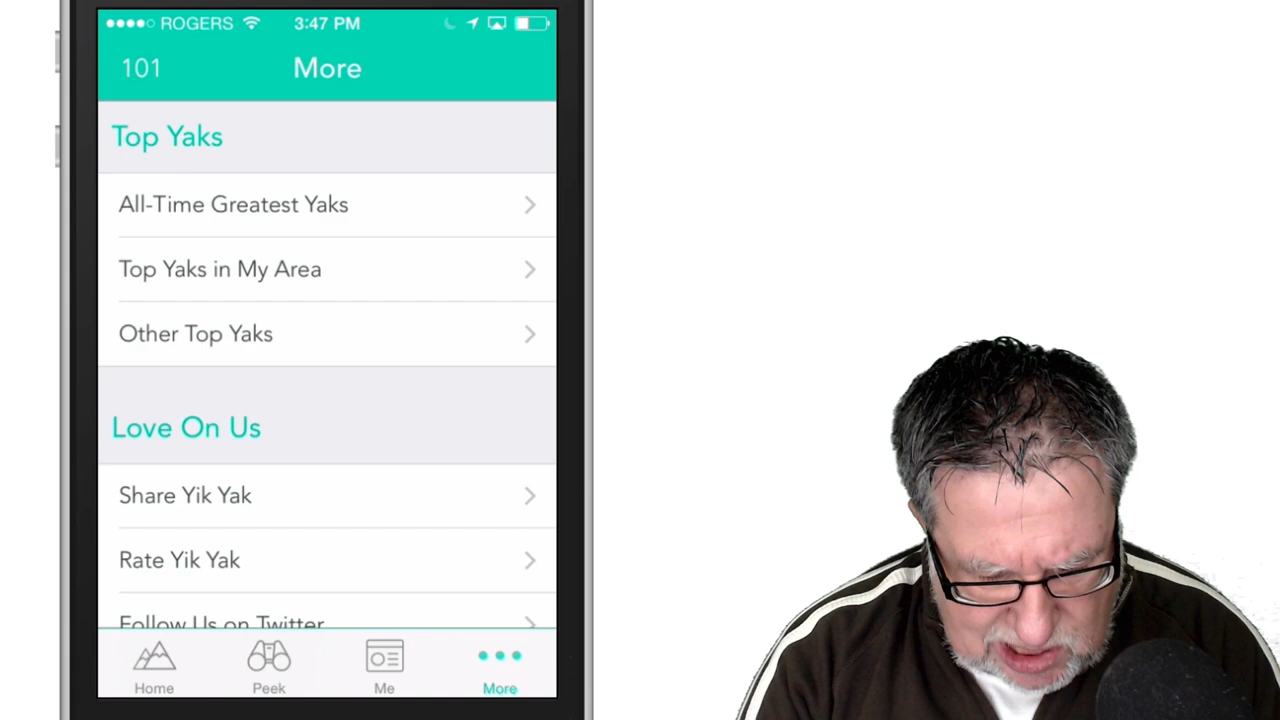 ROGERS 3:47 PM
101 More
Top Yaks
All-Time Greatest Yaks
Top Yaks in My Area
Other Top Yaks
Love On Us
Share Yik Yak
Rate Yik Yak
Follow Us on Twitter
Home Peek Me More